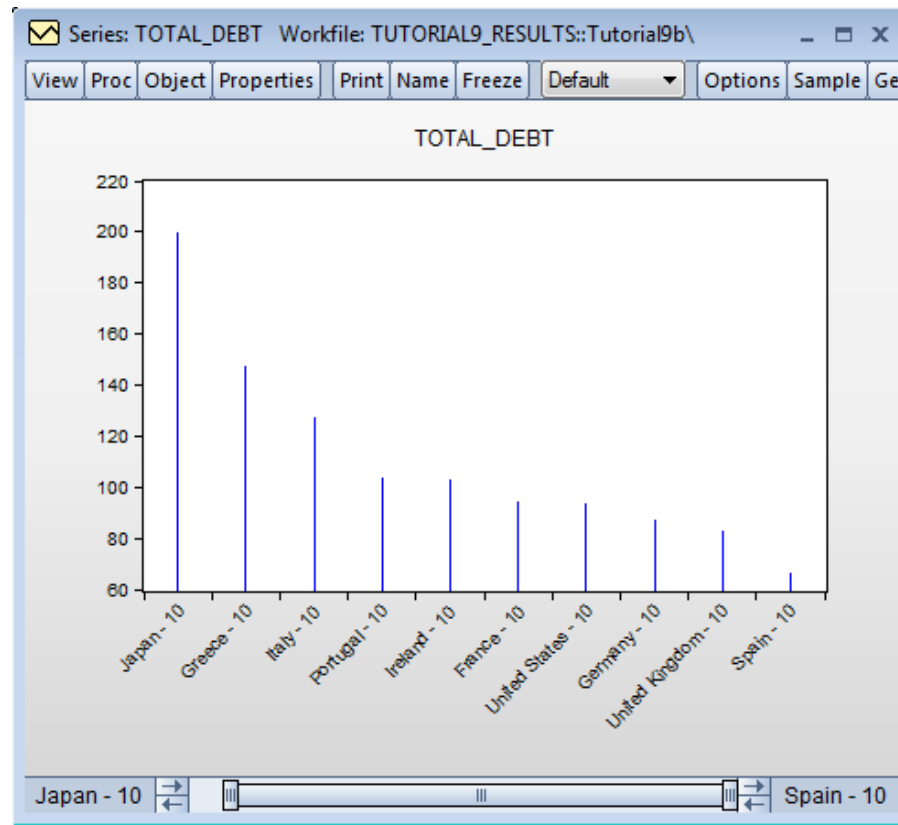 Series: TOTAL_DEBT Workfile: TUTORIAL9_RESULTS::Tutorial9b\
View Proc Object Properties Print Name Freeze Default Options Sample Ge
TOTAL_DEBT
220
200
180
160
140
120
100
80
60
Japan - 10
Greece - 10
Italy - 10
Portugal - 10
Ireland - 10
France - 10
United States - 10
Germany - 10
United Kingdom - 10
Spain - 10
Japan - 10 Spain - 10